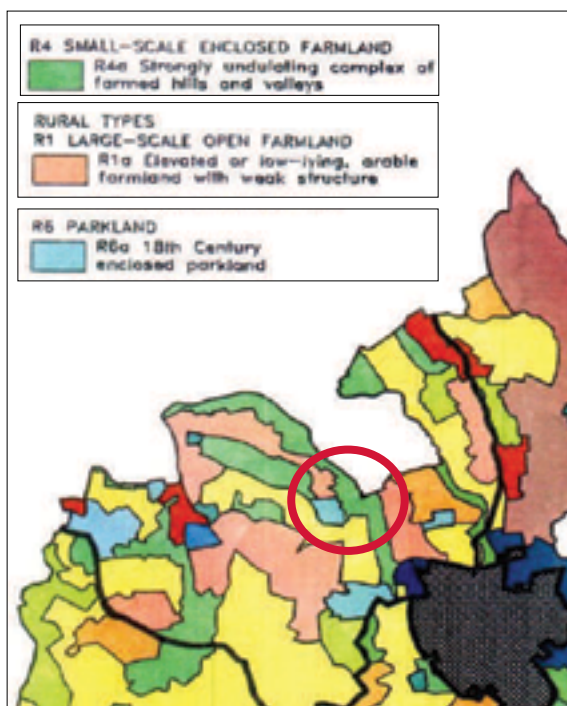 R4 SMALL-SCALE ENCLOSED FARMLAND
R4a Strongly undulating complex of
farmed hills and valleys
RURAL TYPES
R1 LARGE-SCALE OPEN FARMLAND
R1a Elevated or low-lying, arable
farmland with weak structure
R6 PARKLAND
R6a 18th Century
enclosed parkland